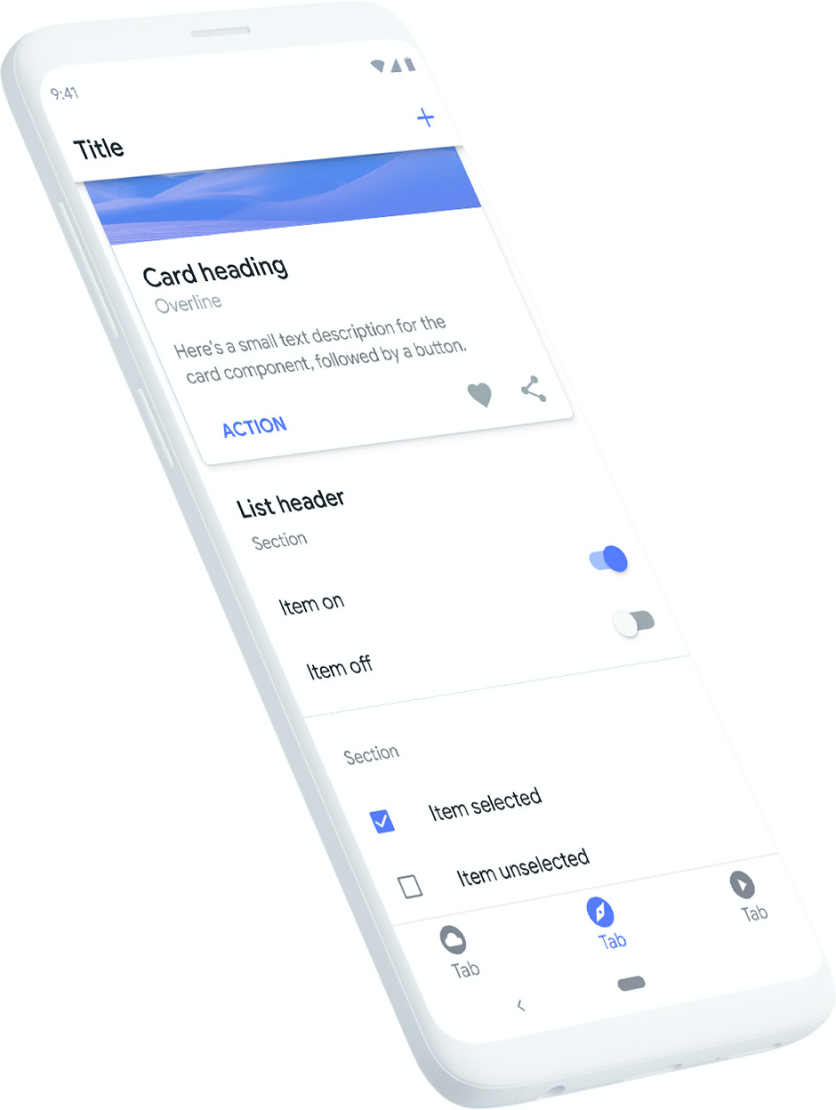 9:41
Title
Card heading
Overline
Here's a small text description for the
card component, followed by a button.
ACTION
List header
Section
Item on
Item off
Section
Item selected
Item unselected
Tab
Tab
Tab